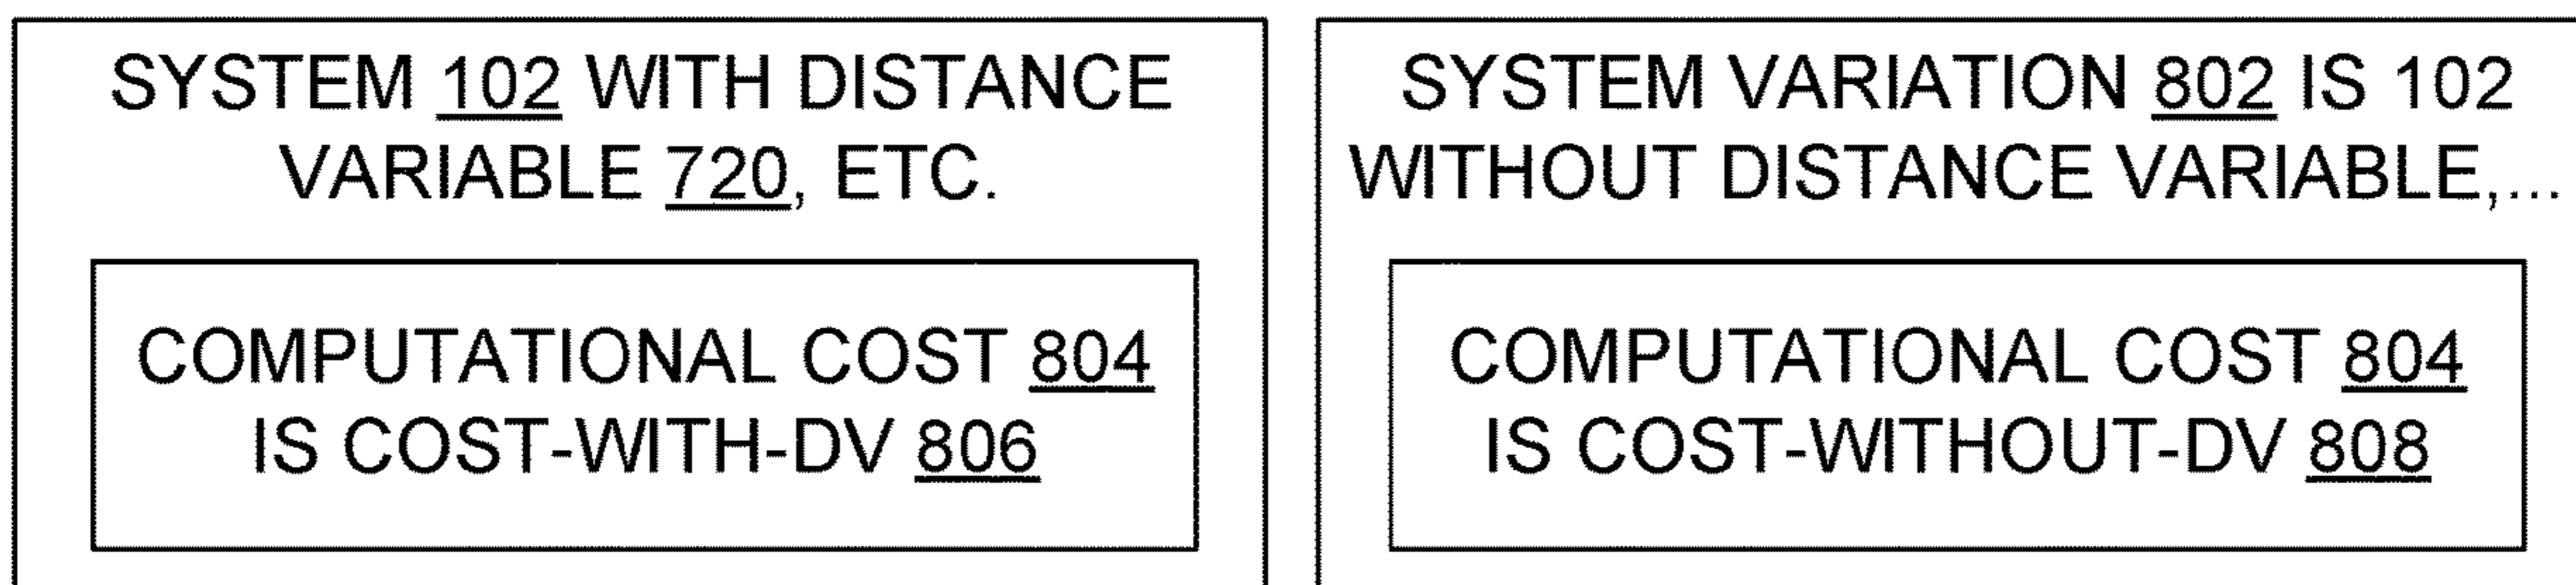 SYSTEM 102 WITH DISTANCE
VARIABLE 720, ETC.
COMPUTATIONAL COST 804
IS COST-WITH-DV 806
SYSTEM VARIATION 802 IS 102
WITHOUT DISTANCE VARIABLE,...
COMPUTATIONAL COST 804
IS COST-WITHOUT-DV 808